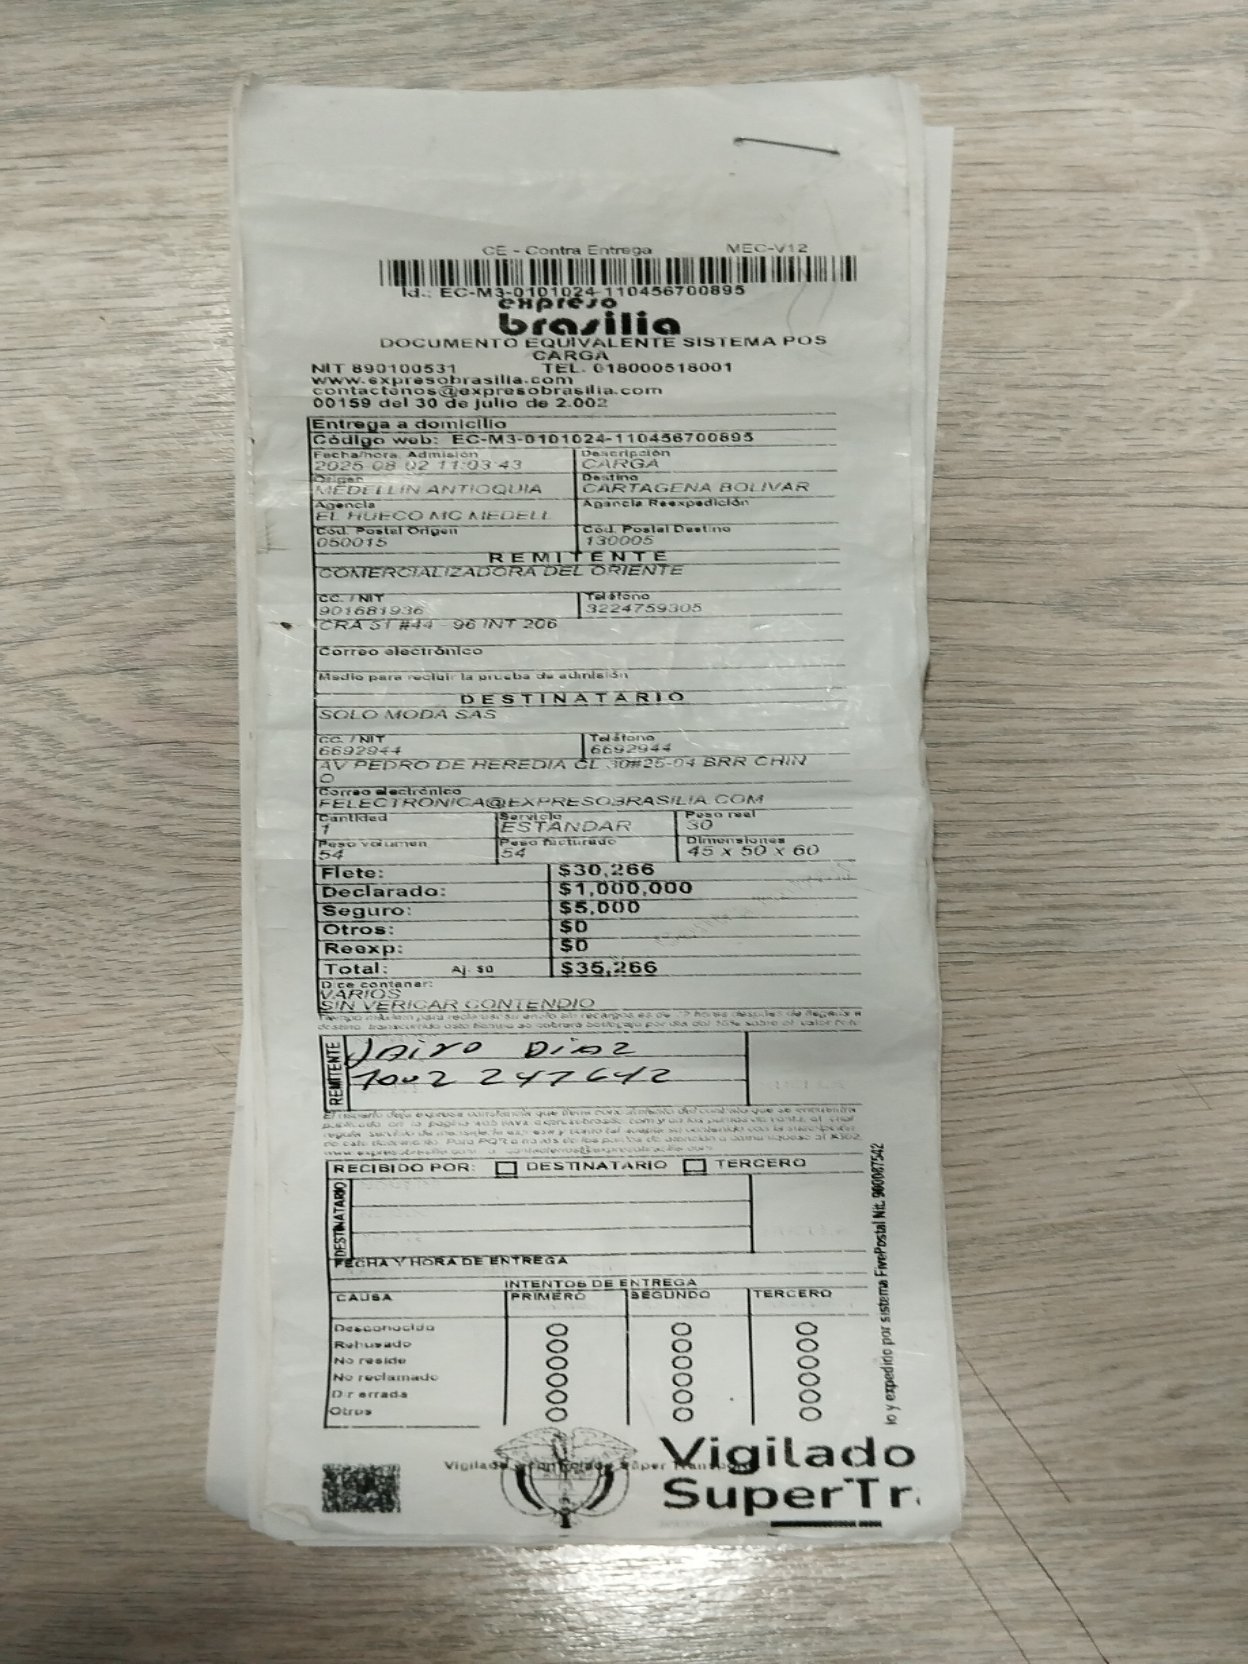 CE - Contra Entrega MEC-V12
Id.: EC-M3-0101024-110456700895
expreso
brasilia
DOCUMENTO EQUIVALENTE SISTEMA POS
CARGA
NIT 890100531 TEL. 018000518001
www.expresobrasilia.com
contactenos@expresobrasilia.com
00159 del 30 de julio de 2.002
Entrega a domicilio
Código web: EC-M3-0101024-110456700895
Fecha/hora Admisión Descripción
2025-08-02 11:03:43 CARGA
Origen Destino
MEDELLIN ANTIOQUIA CARTAGENA BOLIVAR
Agencia Agencia Reexpedición
EL HUECO MC MEDELL
Cód. Postal Origen Cód. Postal Destino
050015 130005
REMITENTE
COMERCIALIZADORA DEL ORIENTE
CC. / NIT Teléfono
901681936 3224759305
CRA 51 #44 - 96 INT 206
Correo electrónico
Medio para recibir la prueba de admisión
DESTINATARIO
SOLO MODA SAS
CC. / NIT Teléfono
6692944 6692944
AV PEDRO DE HEREDIA CL 30#25-04 BRR CHIN
O
Correo electrónico
FELECTRONICA@EXPRESOBRASILIA.COM
Cantidad Servicio Peso real
1 ESTANDAR 30
Peso volumen Peso facturado Dimensiones
54 54 45 x 50 x 60
Flete: $30,266
Declarado: $1,000,000
Seguro: $5,000
Otros: $0
Reexp: $0
Total: Aj. $0 $35,266
Dice contener:
VARIOS
SIN VERICAR CONTENDIO
REMITENTE
Jairo Diaz
1002 247642
RECIBIDO POR: DESTINATARIO TERCERO
DESTINATARIO
FECHA Y HORA DE ENTREGA
INTENTOS DE ENTREGA
CAUSA PRIMERO SEGUNDO TERCERO
Desconocido
Rehusado
No reside
No reclamado
Dir errada
Otros
io y expedido por sistema FivePostal Nit. 900087542
Vigilado
SuperTr